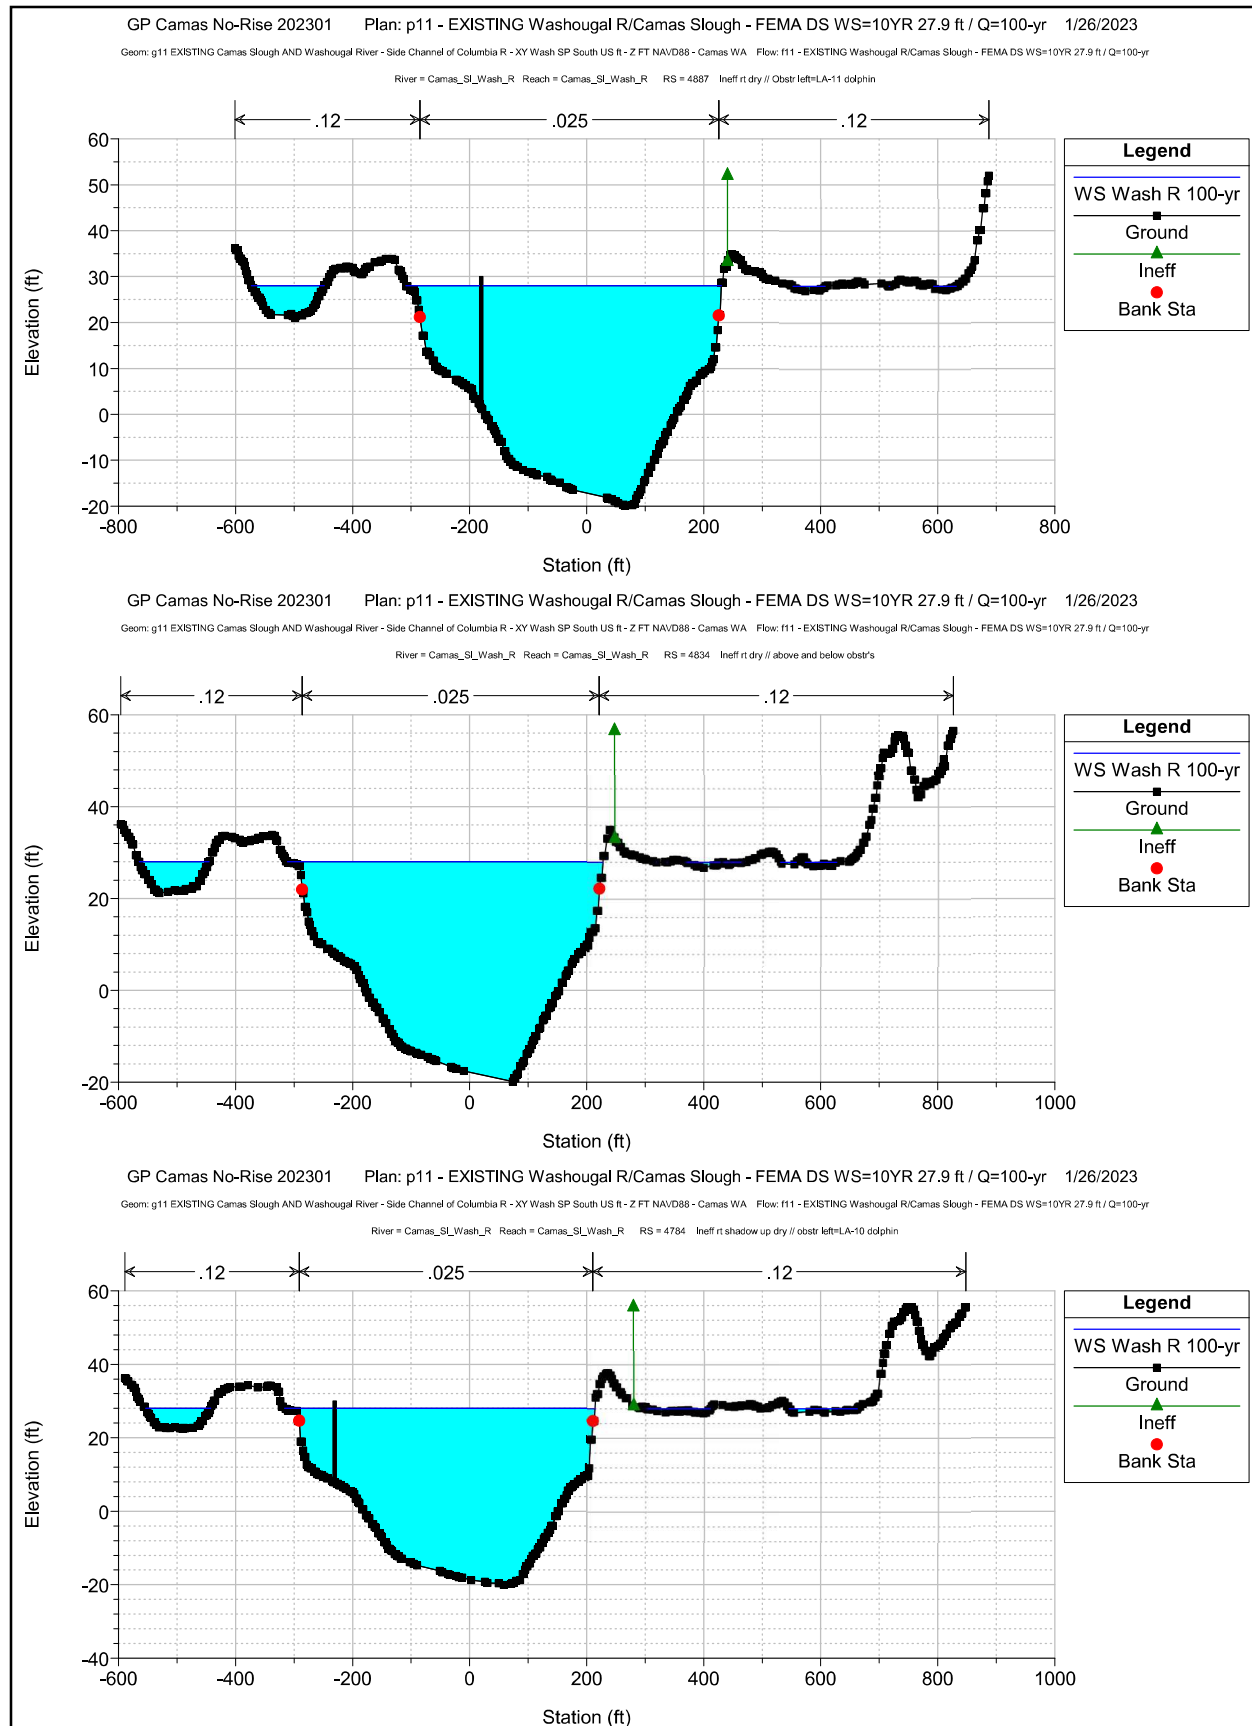 GP Camas No-Rise 202301 Plan: p11 - EXISTING Washougal R/Camas Slough - FEMA DS WS=10YR 27.9 ft / Q=100-yr 1/26/2023
Geom: g11 EXISTING Camas Slough AND Washougal River - Side Channel of Columbia R - XY Wash SP South US ft - Z FT NAVD88 - Camas WA Flow: f11 - EXISTING Washougal R/Camas Slough - FEMA DS WS=10YR 27.9 ft / Q=100-yr
River = Camas_Sl_Wash_R Reach = Camas_Sl_Wash_R RS = 4887 Ineff rt dry // Obstr left=LA-11 dolphin
.12 .025 .12
60
50
40
30
20
10
0
-10
-20
Elevation (ft)
-800 -600 -400 -200 0 200 400 600 800
Station (ft)
Legend
WS Wash R 100-yr
Ground
Ineff
Bank Sta
GP Camas No-Rise 202301 Plan: p11 - EXISTING Washougal R/Camas Slough - FEMA DS WS=10YR 27.9 ft / Q=100-yr 1/26/2023
Geom: g11 EXISTING Camas Slough AND Washougal River - Side Channel of Columbia R - XY Wash SP South US ft - Z FT NAVD88 - Camas WA Flow: f11 - EXISTING Washougal R/Camas Slough - FEMA DS WS=10YR 27.9 ft / Q=100-yr
River = Camas_Sl_Wash_R Reach = Camas_Sl_Wash_R RS = 4834 Ineff rt dry // above and below obstr's
.12 .025 .12
60
40
20
0
-20
Elevation (ft)
-600 -400 -200 0 200 400 600 800 1000
Station (ft)
Legend
WS Wash R 100-yr
Ground
Ineff
Bank Sta
GP Camas No-Rise 202301 Plan: p11 - EXISTING Washougal R/Camas Slough - FEMA DS WS=10YR 27.9 ft / Q=100-yr 1/26/2023
Geom: g11 EXISTING Camas Slough AND Washougal River - Side Channel of Columbia R - XY Wash SP South US ft - Z FT NAVD88 - Camas WA Flow: f11 - EXISTING Washougal R/Camas Slough - FEMA DS WS=10YR 27.9 ft / Q=100-yr
River = Camas_Sl_Wash_R Reach = Camas_Sl_Wash_R RS = 4784 Ineff rt shadow up dry // obstr left=LA-10 dolphin
.12 .025 .12
60
40
20
0
-20
-40
Elevation (ft)
-600 -400 -200 0 200 400 600 800 1000
Station (ft)
Legend
WS Wash R 100-yr
Ground
Ineff
Bank Sta